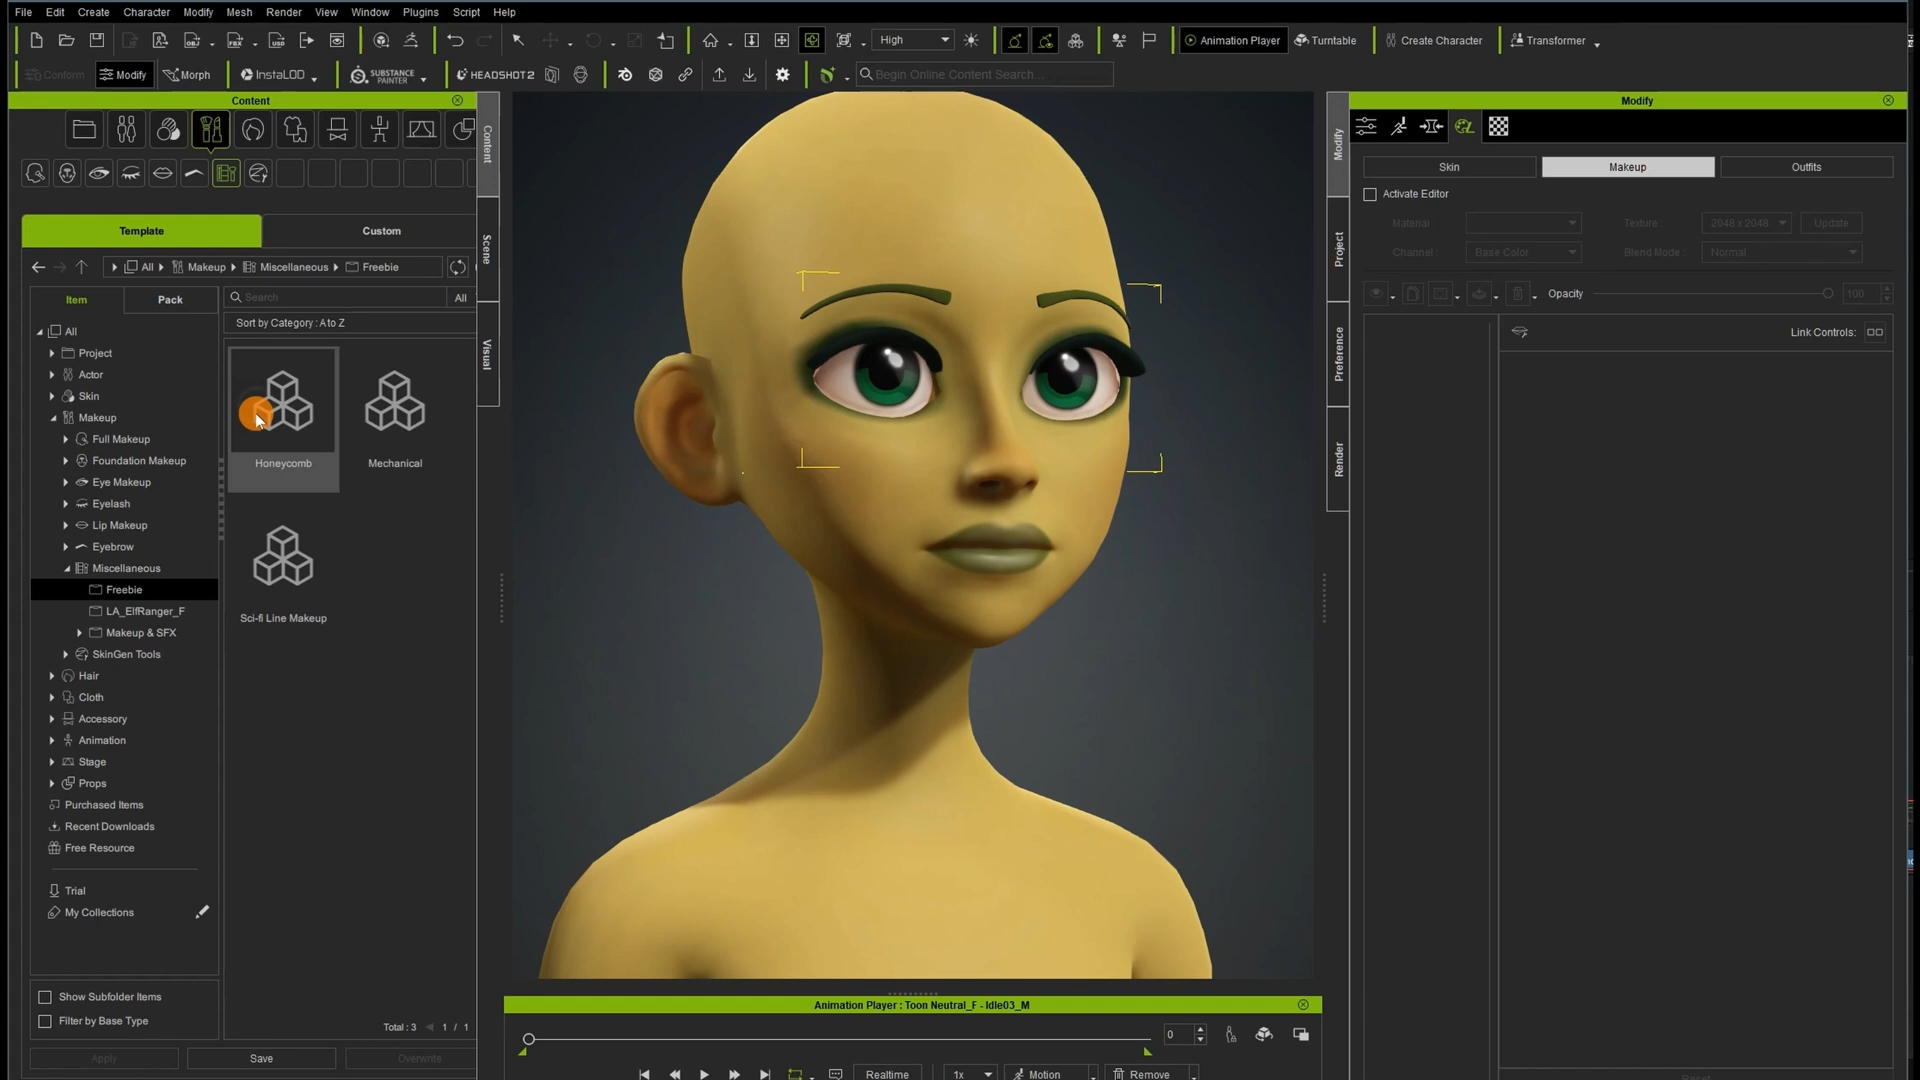 File Edit Create Character Modify Mesh Render View Window Plugins Script Help
High Animation Player Turntable Create Character Transformer
Conform Modify Morph InstaLOD SUBSTANCE PAINTER HEADSHOT 2 Begin Online Content Search...
Content
Template Custom
All Makeup Miscellaneous Freebie
Item Pack
Search All
Sort by Category : A to Z
All
Project
Actor
Skin
Makeup
Full Makeup
Foundation Makeup
Eye Makeup
Eyelash
Lip Makeup
Eyebrow
Miscellaneous
Freebie
LA_ElfRanger_F
Makeup & SFX
SkinGen Tools
Hair
Cloth
Accessory
Animation
Stage
Props
Purchased Items
Recent Downloads
Free Resource
Trial
My Collections
Show Subfolder Items
Filter by Base Type
Honeycomb Mechanical
Sci-fi Line Makeup
Total : 3 1 / 1
Apply Save Overwrite
Content
Scene
Visual
Animation Player : Toon Neutral_F - Idle03_M
0
Realtime 1x Motion Remove
Modify
Project
Preference
Render
Modify
Skin Makeup Outfits
Activate Editor
Material : Texture : 2048 x 2048 Update
Channel : Base Color Blend Mode : Normal
Opacity 100
Link Controls: